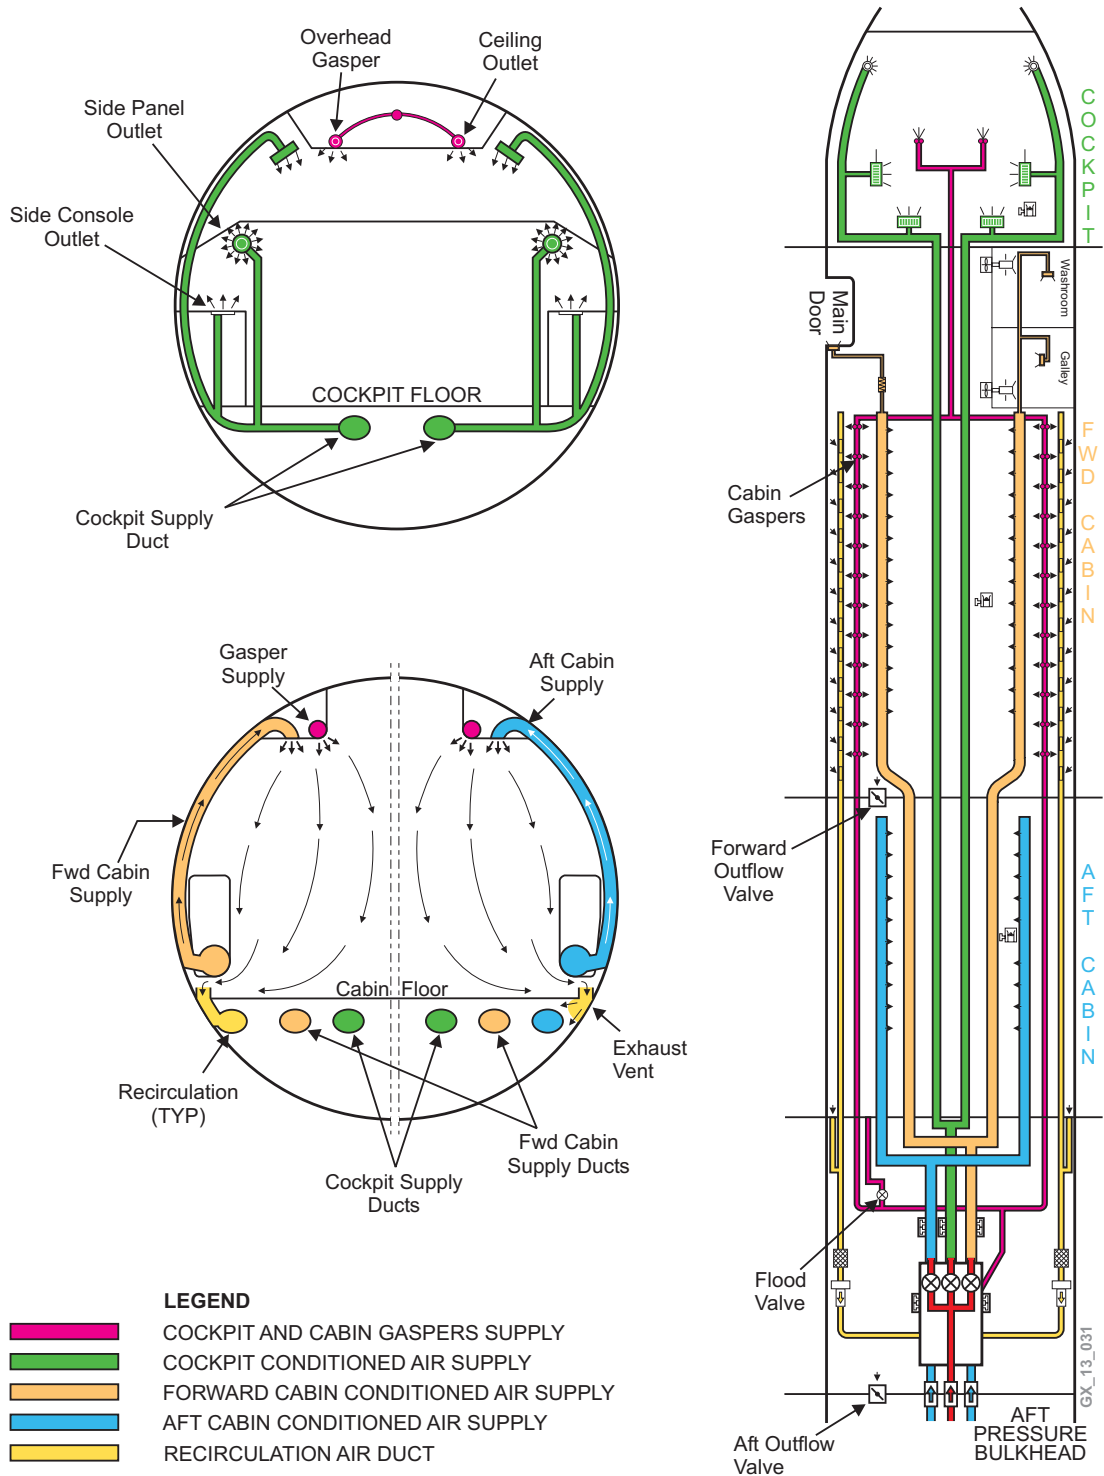 Overhead
Gasper
Ceiling
Outlet
Side Panel
Outlet
Side Console
Outlet
COCKPIT FLOOR
Cockpit Supply
Duct
Gasper
Supply
Aft Cabin
Supply
Fwd Cabin
Supply
Cabin Floor
Exhaust
Vent
Recirculation
(TYP)
Fwd Cabin
Supply Ducts
Cockpit Supply
Ducts
LEGEND
COCKPIT AND CABIN GASPERS SUPPLY
COCKPIT CONDITIONED AIR SUPPLY
FORWARD CABIN CONDITIONED AIR SUPPLY
AFT CABIN CONDITIONED AIR SUPPLY
RECIRCULATION AIR DUCT
COCKPIT
Main
Door
Washroom
Galley
FWD CABIN
Cabin
Gaspers
Forward
Outflow
Valve
AFT CABIN
Flood
Valve
Aft Outflow
Valve
AFT
PRESSURE
BULKHEAD
GX_13_031